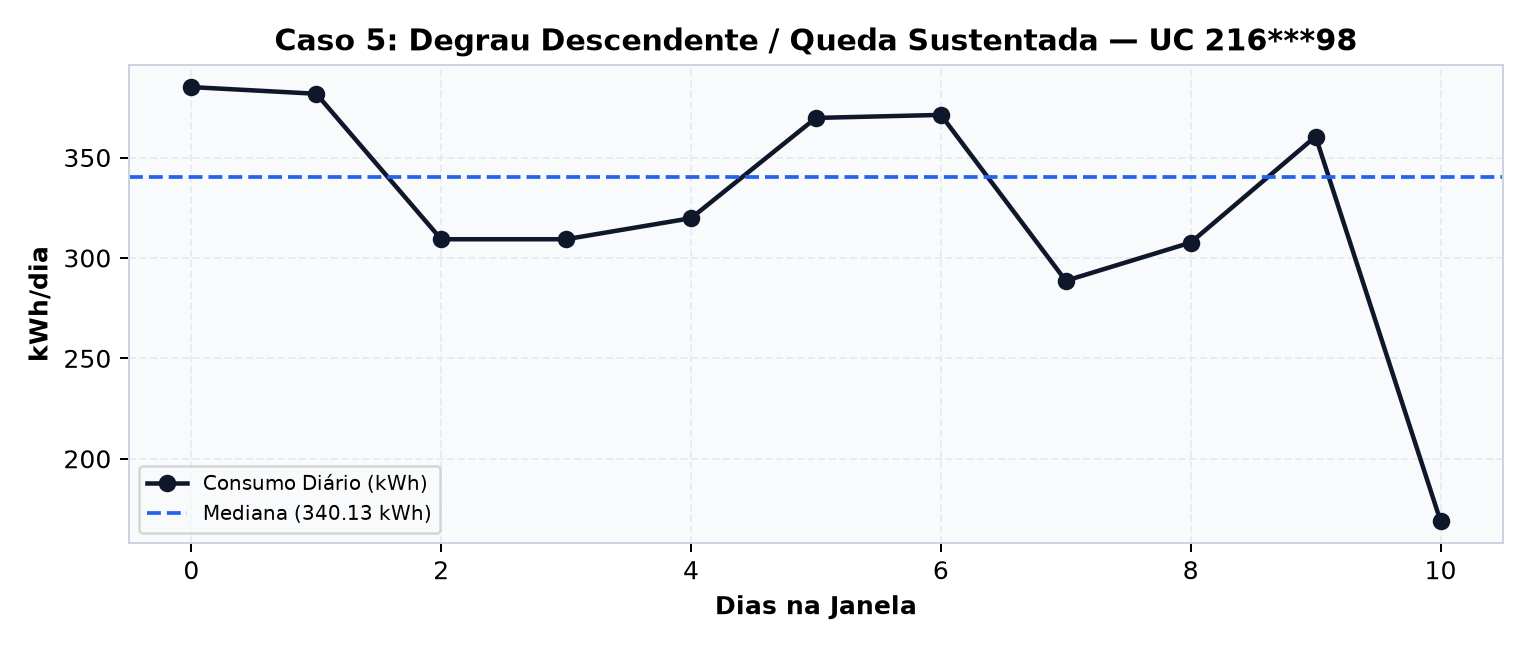 Caso 5: Degrau Descendente / Queda Sustentada — UC 216***98
kWh/dia
350
300
250
200
Consumo Diário (kWh)
Mediana (340.13 kWh)
0 2 4 6 8 10
Dias na Janela